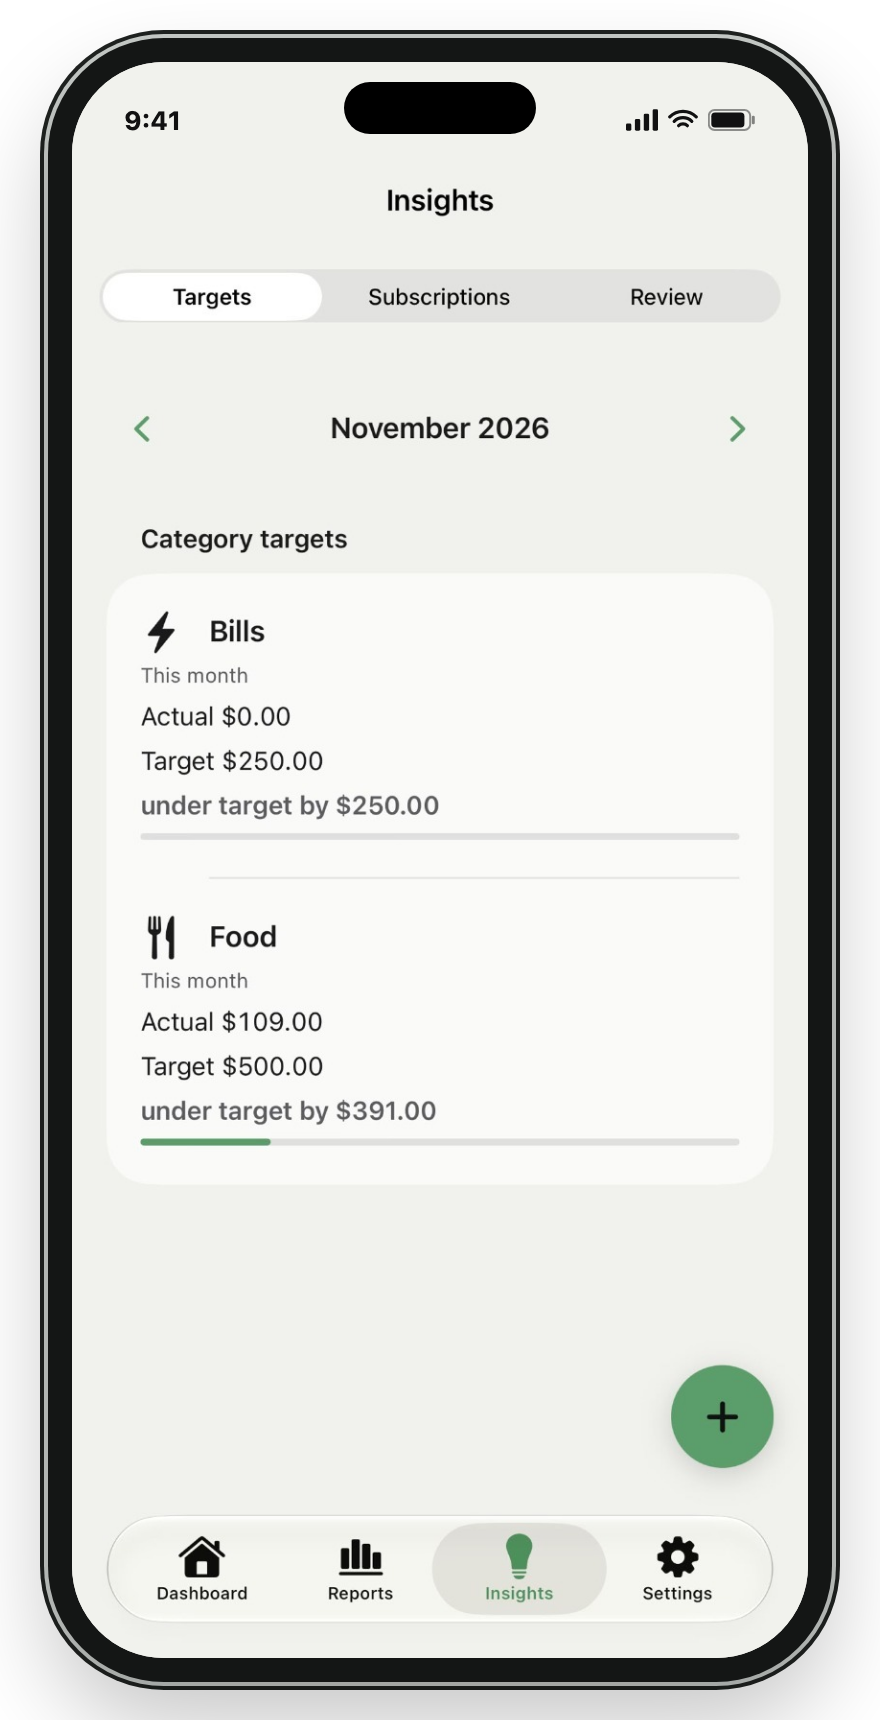 9:41
Insights
Targets Subscriptions Review
November 2026
Category targets
Bills
This month
Actual $0.00
Target $250.00
under target by $250.00
Food
This month
Actual $109.00
Target $500.00
under target by $391.00
Dashboard Reports Insights Settings